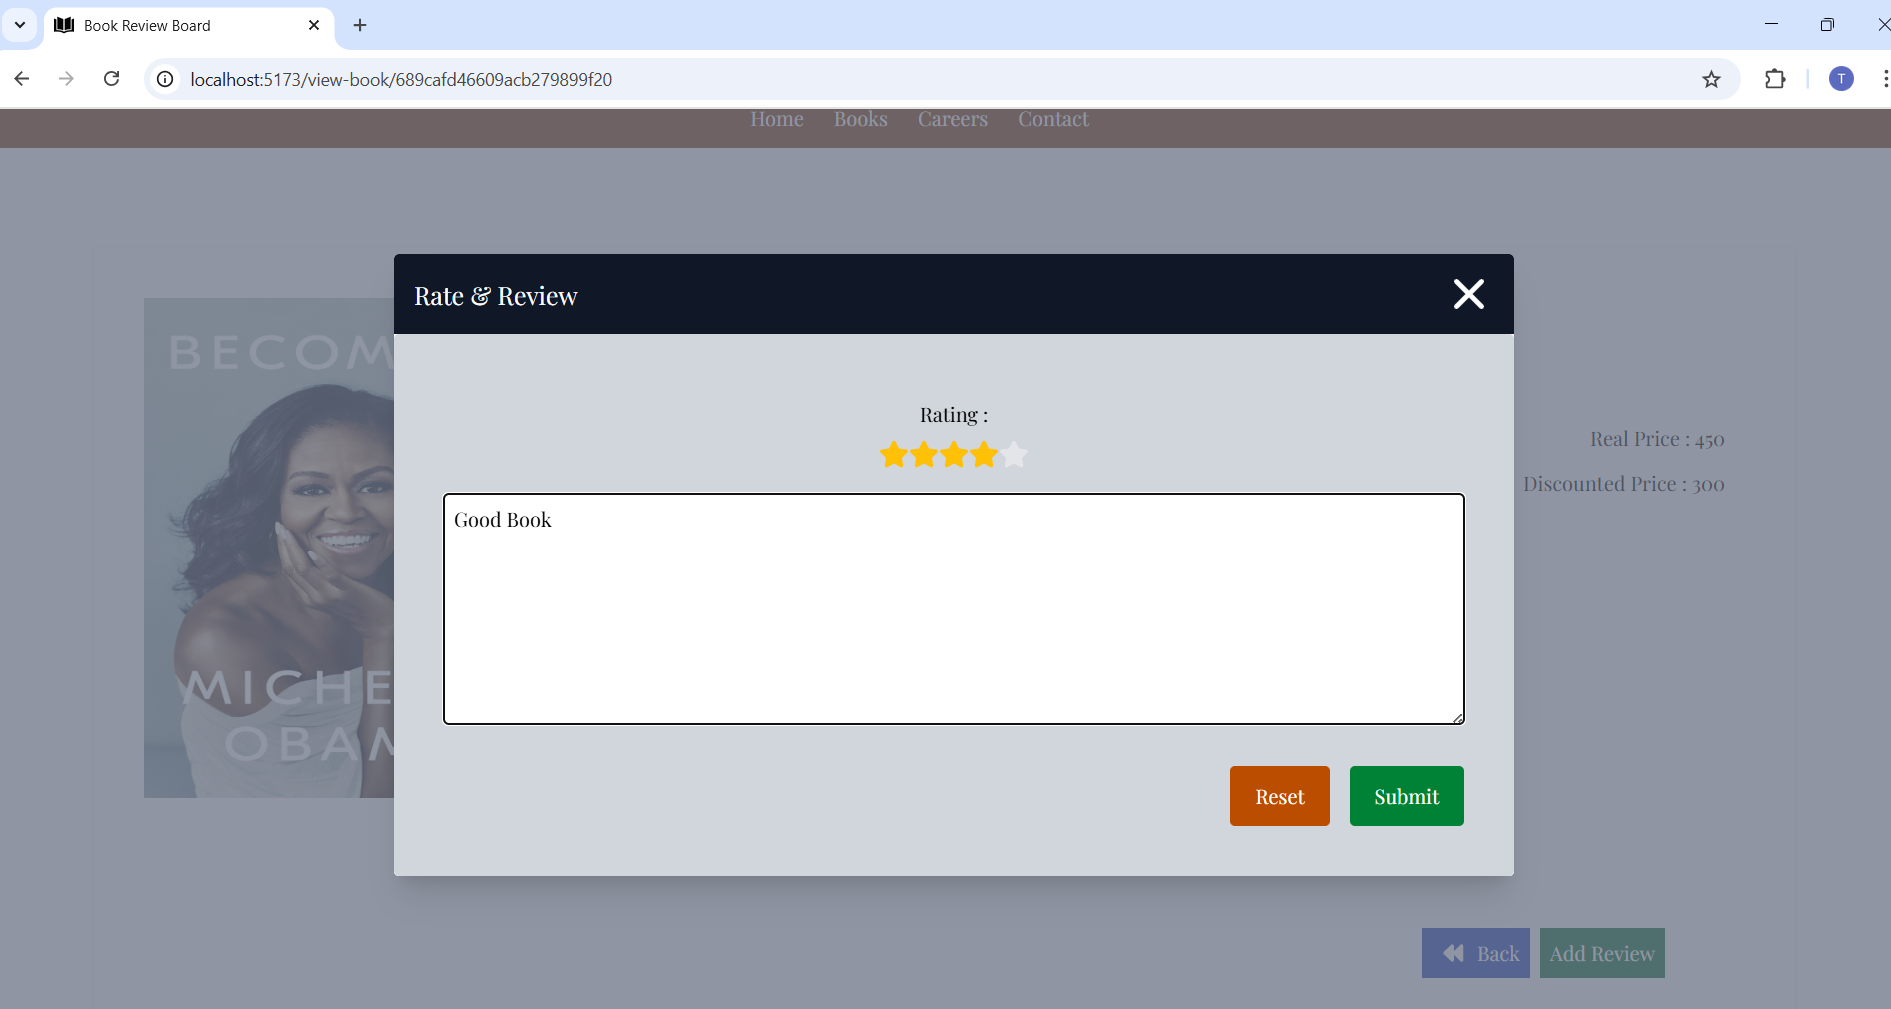 Book Review Board
localhost:5173/view-book/689cafd46609acb279899f20
T
Home Books Careers Contact
Rate & Review
BECOM
MICHE
OBAM
Rating :
Real Price : 450
Discounted Price : 300
Good Book
Reset Submit
Back Add Review